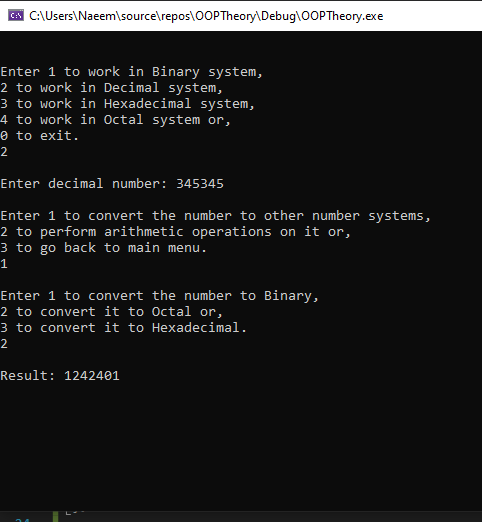 C:\Users\Naeem\source\repos\OOPTheory\Debug\OOPTheory.exe
Enter 1 to work in Binary system,
2 to work in Decimal system,
3 to work in Hexadecimal system,
4 to work in Octal system or,
0 to exit.
2
Enter decimal number: 345345
Enter 1 to convert the number to other number systems,
2 to perform arithmetic operations on it or,
3 to go back to main menu.
1
Enter 1 to convert the number to Binary,
2 to convert it to Octal or,
3 to convert it to Hexadecimal.
2
Result: 1242401